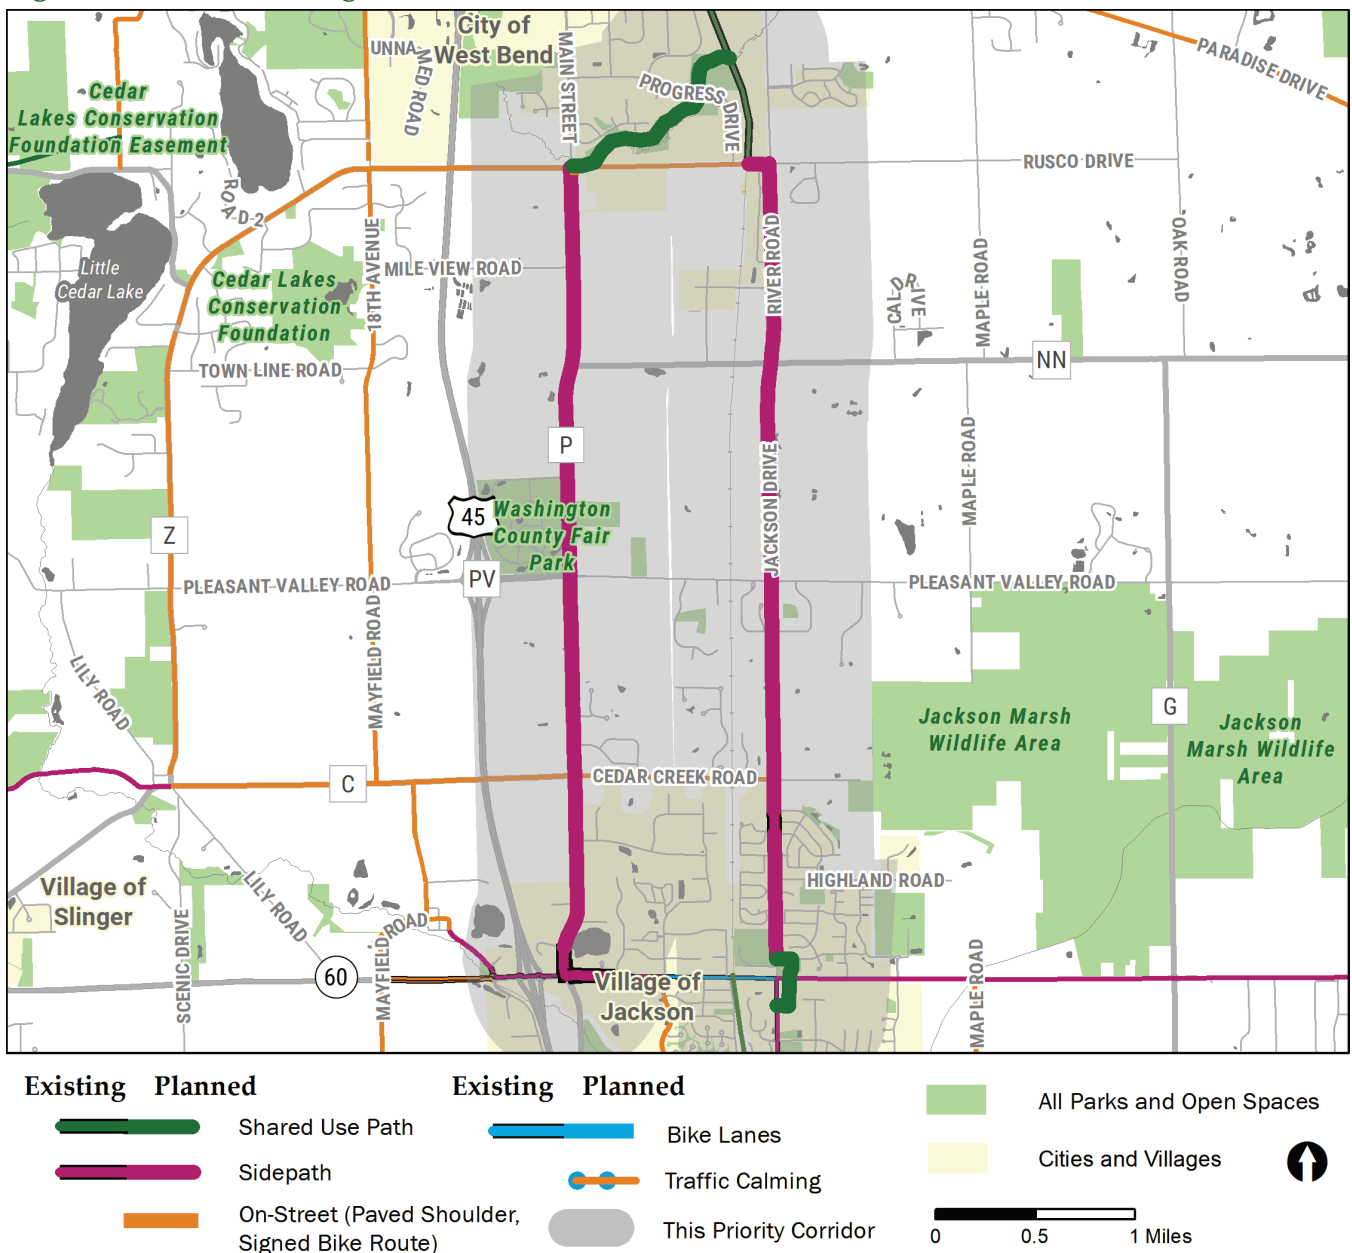 City of
West Bend
UNNA
MED ROAD
MAIN STREET
PROGRESS DRIVE
PARADISE DRIVE
Cedar
Lakes Conservation
Foundation Easement
RUSCO DRIVE
ROAD 2
18TH AVENUE
MILE VIEW ROAD
RIVER ROAD
CAL DRIVE
MAPLE ROAD
OAK ROAD
Little
Cedar Lake
Cedar Lakes
Conservation
Foundation
TOWN LINE ROAD
NN
P
JACKSON DRIVE
MAPLE ROAD
45
Washington
County Fair
Park
Z
PLEASANT VALLEY ROAD
PV
PLEASANT VALLEY ROAD
LILY ROAD
MAYFIELD ROAD
Jackson Marsh
Wildlife Area
G
Jackson
Marsh Wildlife
Area
C
CEDAR CREEK ROAD
Village of
Slinger
LILY ROAD
HIGHLAND ROAD
SCENIC DRIVE
MAYFIELD ROAD
ROAD
60
Village of
Jackson
MAPLE ROAD
Existing Planned
Shared Use Path
Sidepath
On-Street (Paved Shoulder,
Signed Bike Route)
Existing Planned
Bike Lanes
Traffic Calming
This Priority Corridor
All Parks and Open Spaces
Cities and Villages
0 0.5 1 Miles